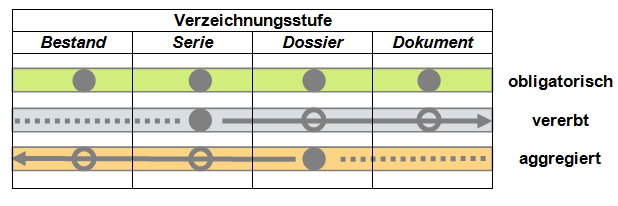 Verzeichnungsstufe
Bestand Serie Dossier Dokument
obligatorisch
vererbt
aggregiert